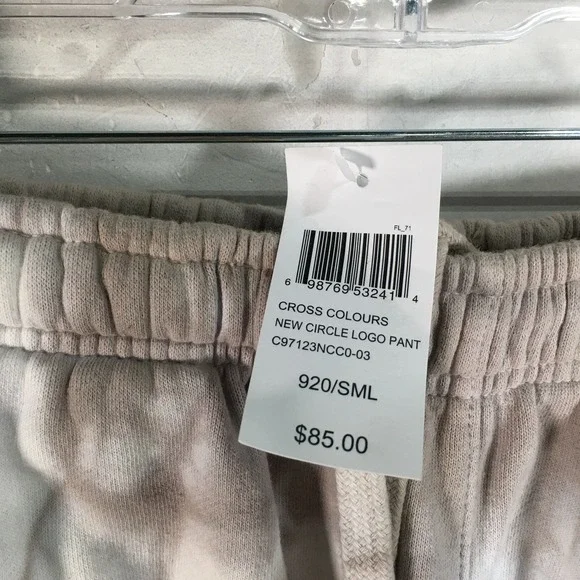 FL_71
6 98769 53241 4
CROSS COLOURS
NEW CIRCLE LOGO PANT
C97123NCC0-03
920/SML
$85.00